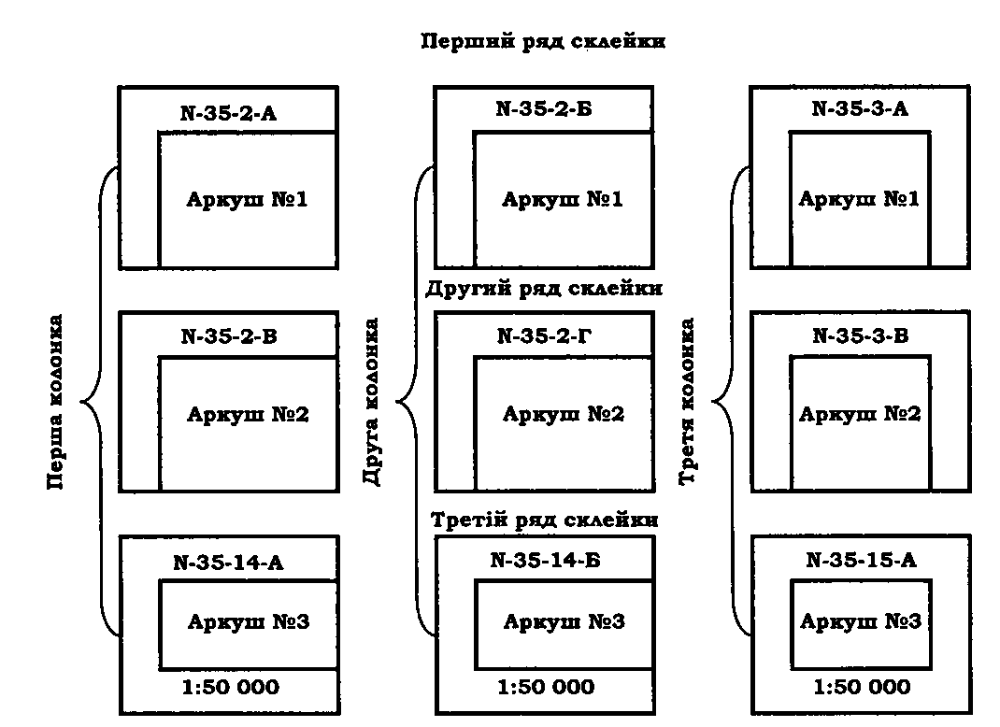 Перший ряд склейки
N-35-2-А
N-35-2-Б
N-35-3-А
Аркуш №1
Аркуш №1
Аркуш №1
Другий ряд склейки
Перша колонка
Друга колонка
Третя колонка
N-35-2-В
N-35-2-Г
N-35-3-В
Аркуш №2
Аркуш №2
Аркуш №2
Третій ряд склейки
N-35-14-А
N-35-14-Б
N-35-15-А
Аркуш №3
Аркуш №3
Аркуш №3
1:50 000
1:50 000
1:50 000